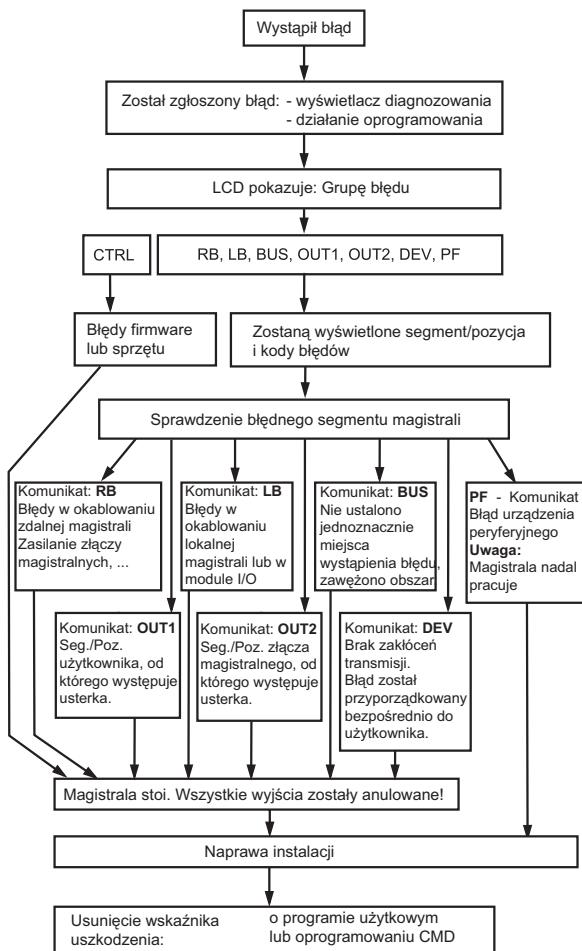 Wystąpił błąd
Został zgłoszony błąd: - wyświetlacz diagnozowania
- działanie oprogramowania
LCD pokazuje: Grupę błędu
CTRL
RB, LB, BUS, OUT1, OUT2, DEV, PF
Błędy firmware
lub sprzętu
Zostaną wyświetlone segment/pozycja
i kody błędów
Sprawdzenie błędnego segmentu magistrali
Komunikat: RB
Błędy w okablowaniu
zdalnej magistrali
Zasilanie złączy
magistralnych, ...
Komunikat: LB
Błędy w
okablowaniu
lokalnej
magistrali lub w
module I/O
Komunikat: BUS
Nie ustalono
jednoznacznie
miejsca
wystąpienia błędu,
zawężono obszar.
PF - Komunikat
Błąd urządzenia
peryferyjnego
Uwaga:
Magistrala nadal
pracuje
Komunikat: OUT1
Seg./Poz.
użytkownika, od
którego występuje
usterka.
Komunikat: OUT2
Seg./Poz. złącza
magistralnego, od
którego występuje
usterka.
Komunikat: DEV
Brak zakłóceń
transmisji.
Błąd został
przyporządkowany
bezpośrednio do
użytkownika.
Magistrala stoi. Wszystkie wyjścia zostały anulowane!
Naprawa instalacji
Usunięcie wskaźnika
uszkodzenia:
o programie użytkowym
lub oprogramowaniu CMD